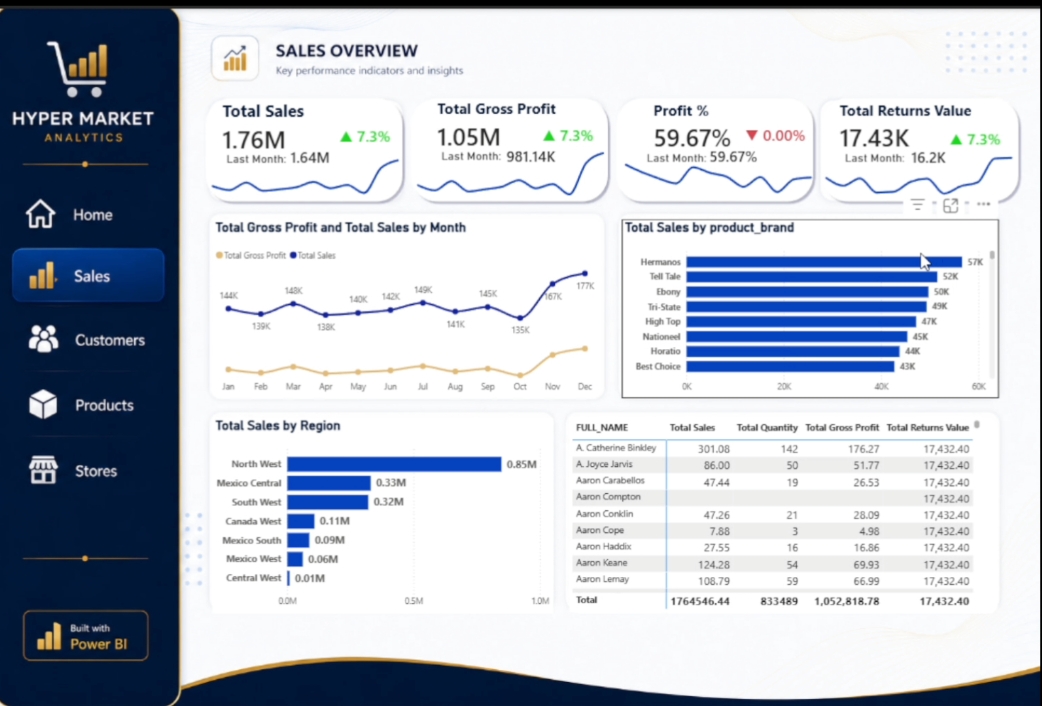 HYPER MARKET
ANALYTICS
Home
Sales
Customers
Products
Stores
Built with
Power BI
SALES OVERVIEW
Key performance indicators and insights
Total Sales
1.76M ▲ 7.3%
Last Month: 1.64M
Total Gross Profit
1.05M ▲ 7.3%
Last Month: 981.14K
Profit %
59.67% ▼ 0.00%
Last Month: 59.67%
Total Returns Value
17.43K ▲ 7.3%
Last Month: 16.2K
Total Gross Profit and Total Sales by Month
Total Gross Profit Total Sales
144K 139K 148K 138K 140K 142K 149K 141K 145K 135K 167K 177K
Jan Feb Mar Apr May Jun Jul Aug Sep Oct Nov Dec
Total Sales by product_brand
Hermanos 57K
Tell Tale 52K
Ebony 50K
Tri-State 49K
High Top 47K
Nationeel 45K
Horatio 44K
Best Choice 43K
0K 20K 40K 60K
Total Sales by Region
North West 0.85M
Mexico Central 0.33M
South West 0.32M
Canada West 0.11M
Mexico South 0.09M
Mexico West 0.06M
Central West 0.01M
0.0M 0.5M 1.0M
FULL_NAME Total Sales Total Quantity Total Gross Profit Total Returns Value
A. Catherine Binkley 301.08 142 176.27 17,432.40
A. Joyce Jarvis 86.00 50 51.77 17,432.40
Aaron Carabellos 47.44 19 26.53 17,432.40
Aaron Compton 17,432.40
Aaron Conklin 47.26 21 28.09 17,432.40
Aaron Cope 7.88 3 4.98 17,432.40
Aaron Haddix 27.55 16 16.86 17,432.40
Aaron Keane 124.28 54 69.93 17,432.40
Aaron Lemay 108.79 59 66.99 17,432.40
Total 1764546.44 833489 1,052,818.78 17,432.40